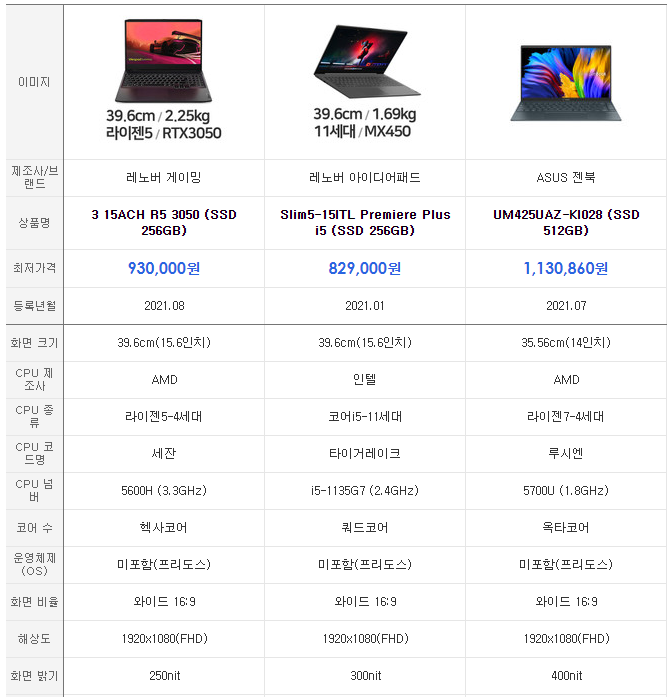 이미지
39.6cm / 2.25kg
라이젠5 / RTX3050
39.6cm / 1.69kg
11세대 / MX450
제조사/브랜드 레노버 게이밍 레노버 아이디어패드 ASUS 젠북
상품명 3 15ACH R5 3050 (SSD 256GB) Slim5-15ITL Premiere Plus i5 (SSD 256GB) UM425UAZ-KI028 (SSD 512GB)
최저가격 930,000원 829,000원 1,130,860원
등록년월 2021.08 2021.01 2021.07
화면 크기 39.6cm(15.6인치) 39.6cm(15.6인치) 35.56cm(14인치)
CPU 제조사 AMD 인텔 AMD
CPU 종류 라이젠5-4세대 코어i5-11세대 라이젠7-4세대
CPU 코드명 세잔 타이거레이크 루시엔
CPU 넘버 5600H (3.3GHz) i5-1135G7 (2.4GHz) 5700U (1.8GHz)
코어 수 헥사코어 쿼드코어 옥타코어
운영체제(OS) 미포함(프리도스) 미포함(프리도스) 미포함(프리도스)
화면 비율 와이드 16:9 와이드 16:9 와이드 16:9
해상도 1920x1080(FHD) 1920x1080(FHD) 1920x1080(FHD)
화면 밝기 250nit 300nit 400nit